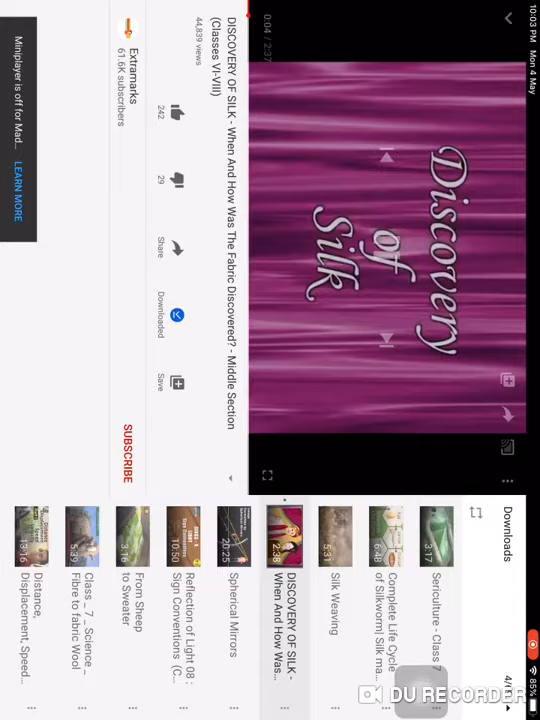 10:03 PM Mon 4 May
85%
Discovery
of
Silk
0:04 / 2:37
DISCOVERY OF SILK - When And How Was The Fabric Discovered? - Middle Section
(Classes VI-VIII)
44,839 views
242
29
Share
Downloaded
Save
Extramarks
61.6K subscribers
SUBSCRIBE
Miniplayer is off for Mad... LEARN MORE
Downloads
3:17
Sericulture - Class 7
6:48
Complete Life Cycle
of Silkworm| Silk ma...
5:31
Silk Weaving
2:38
DISCOVERY OF SILK -
When And How Was...
20:25
Spherical Mirrors
10:50
Reflection of Light 08 :
Sign Conventions (C...
3:16
From Sheep
to Sweater
5:39
Class _ 7 _ Science _
Fibre to fabric Wool
13:16
Distance,
Displacement, Speed...
DU RECORDER